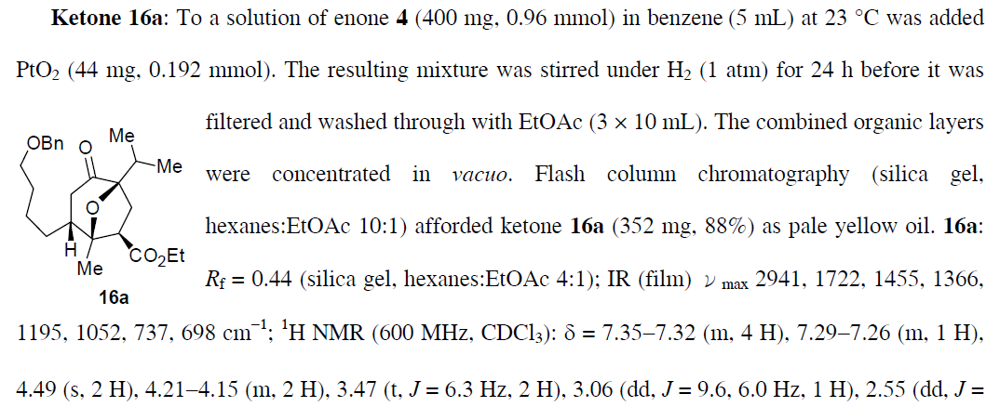 Ketone 16a: To a solution of enone 4 (400 mg, 0.96 mmol) in benzene (5 mL) at 23 °C was added
PtO₂ (44 mg, 0.192 mmol). The resulting mixture was stirred under H₂ (1 atm) for 24 h before it was
filtered and washed through with EtOAc (3 × 10 mL). The combined organic layers
were concentrated in vacuo. Flash column chromatography (silica gel,
hexanes:EtOAc 10:1) afforded ketone 16a (352 mg, 88%) as pale yellow oil. 16a:
Rf = 0.44 (silica gel, hexanes:EtOAc 4:1); IR (film) ν max 2941, 1722, 1455, 1366,
1195, 1052, 737, 698 cm⁻¹; ¹H NMR (600 MHz, CDCl₃): δ = 7.35–7.32 (m, 4 H), 7.29–7.26 (m, 1 H),
4.49 (s, 2 H), 4.21–4.15 (m, 2 H), 3.47 (t, J = 6.3 Hz, 2 H), 3.06 (dd, J = 9.6, 6.0 Hz, 1 H), 2.55 (dd, J =
Me
OBn O
Me
O
H
CO₂Et
Me
16a